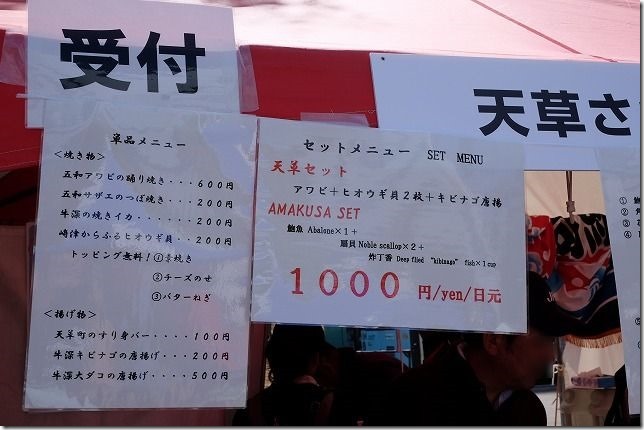 受付
天草さ
単品メニュー
<焼き物>
五和アワビの踊り焼き・・・600円
五和サザエのつぼ焼き・・・200円
牛深の焼きイカ・・・・・・200円
崎津からふるヒオウギ貝・・200円
トッピング無料!①素焼き
②チーズのせ
③バターねぎ
<揚げ物>
天草町のすり身バー・・・・100円
牛深キビナゴの唐揚げ・・・200円
牛深大ダコの唐揚げ・・・・500円
セットメニュー SET MENU
天草セット
アワビ+ヒオウギ貝2枚+キビナゴ唐揚
AMAKUSA SET
鮑魚 Abalone×1+
扇貝 Noble scallop×2+
炸丁香 Deep flied "kibinago" fish×1 cup
1000 円/yen/日元
①
②
③
④